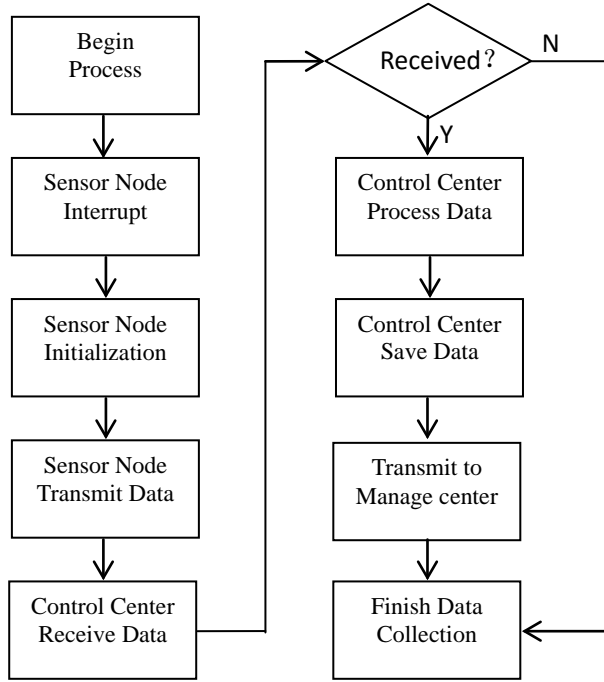 Begin
Process
Sensor Node
Interrupt
Sensor Node
Initialization
Sensor Node
Transmit Data
Control Center
Receive Data
Received？
N
Y
Control Center
Process Data
Control Center
Save Data
Transmit to
Manage center
Finish Data
Collection